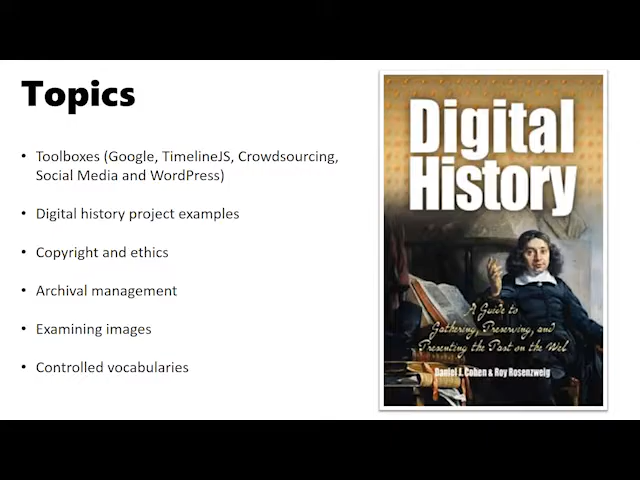 Topics
• Toolboxes (Google, TimelineJS, Crowdsourcing,
Social Media and WordPress)
• Digital history project examples
• Copyright and ethics
• Archival management
• Examining images
• Controlled vocabularies
Digital
History
A Guide to
Gathering, Preserving, and
Presenting the Past on the Web
Daniel J. Cohen & Roy Rosenzweig